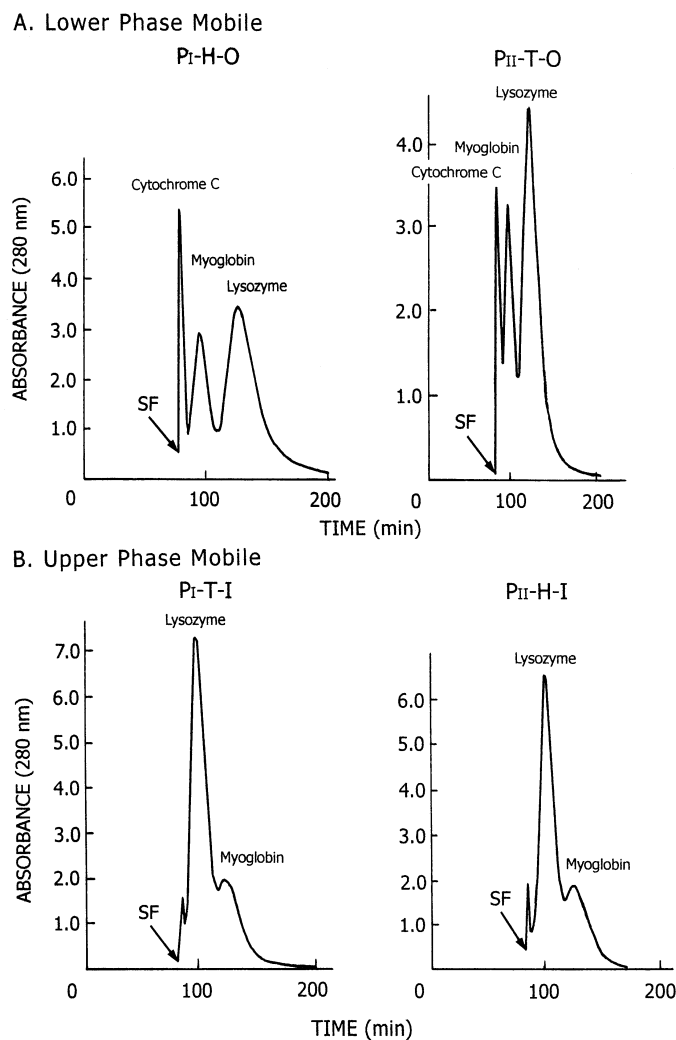 A. Lower Phase Mobile
PI-H-O
PII-T-O
ABSORBANCE (280 nm)
6.0
5.0
4.0
3.0
2.0
1.0
0
100
200
Cytochrome C
Myoglobin
Lysozyme
SF
4.0
3.0
2.0
1.0
0
100
200
Lysozyme
Myoglobin
Cytochrome C
SF
TIME (min)
B. Upper Phase Mobile
PI-T-I
PII-H-I
ABSORBANCE (280 nm)
7.0
6.0
5.0
4.0
3.0
2.0
1.0
0
100
200
Lysozyme
Myoglobin
SF
6.0
5.0
4.0
3.0
2.0
1.0
0
100
200
Lysozyme
Myoglobin
SF
TIME (min)